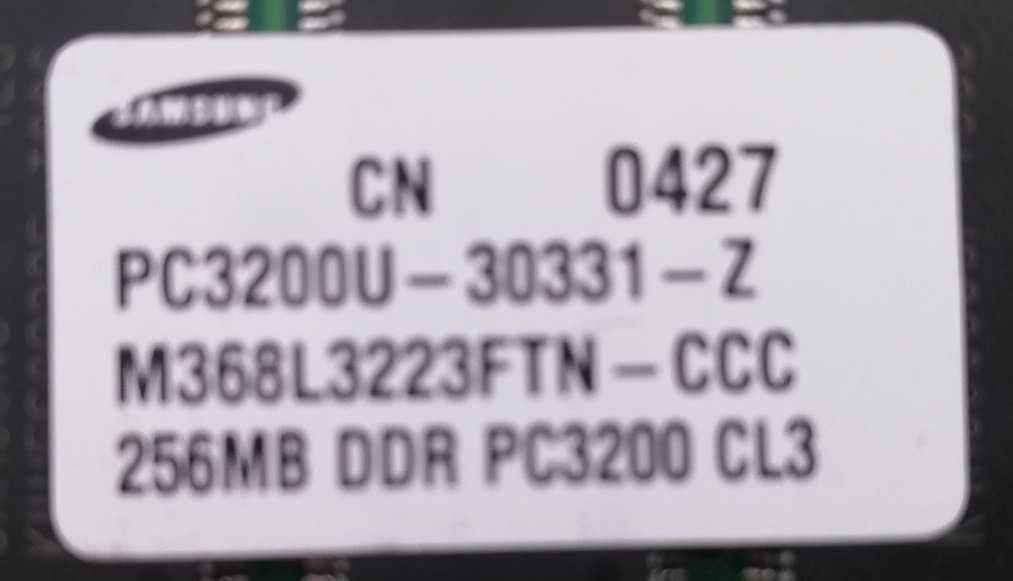 SAMSUNG
CN 0427
PC3200U-30331-Z
M368L3223FTN-CCC
256MB DDR PC3200 CL3